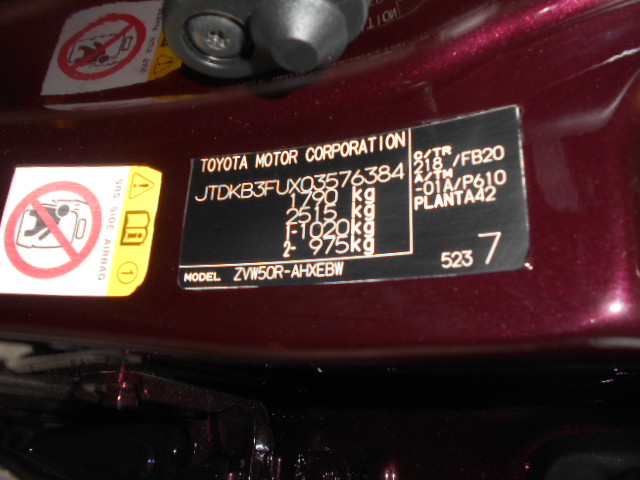 TOYOTA MOTOR CORPORATION
JTDKB3FUX03576384
1790 Kg
2515 Kg
1-1020 Kg
2- 975 Kg
MODEL ZVW50R-AHXEBW
C/TR
218 /FB20
A/TM
-01A/P610
PLANTA42
523 7
SRS SIDE AIRBAG
1